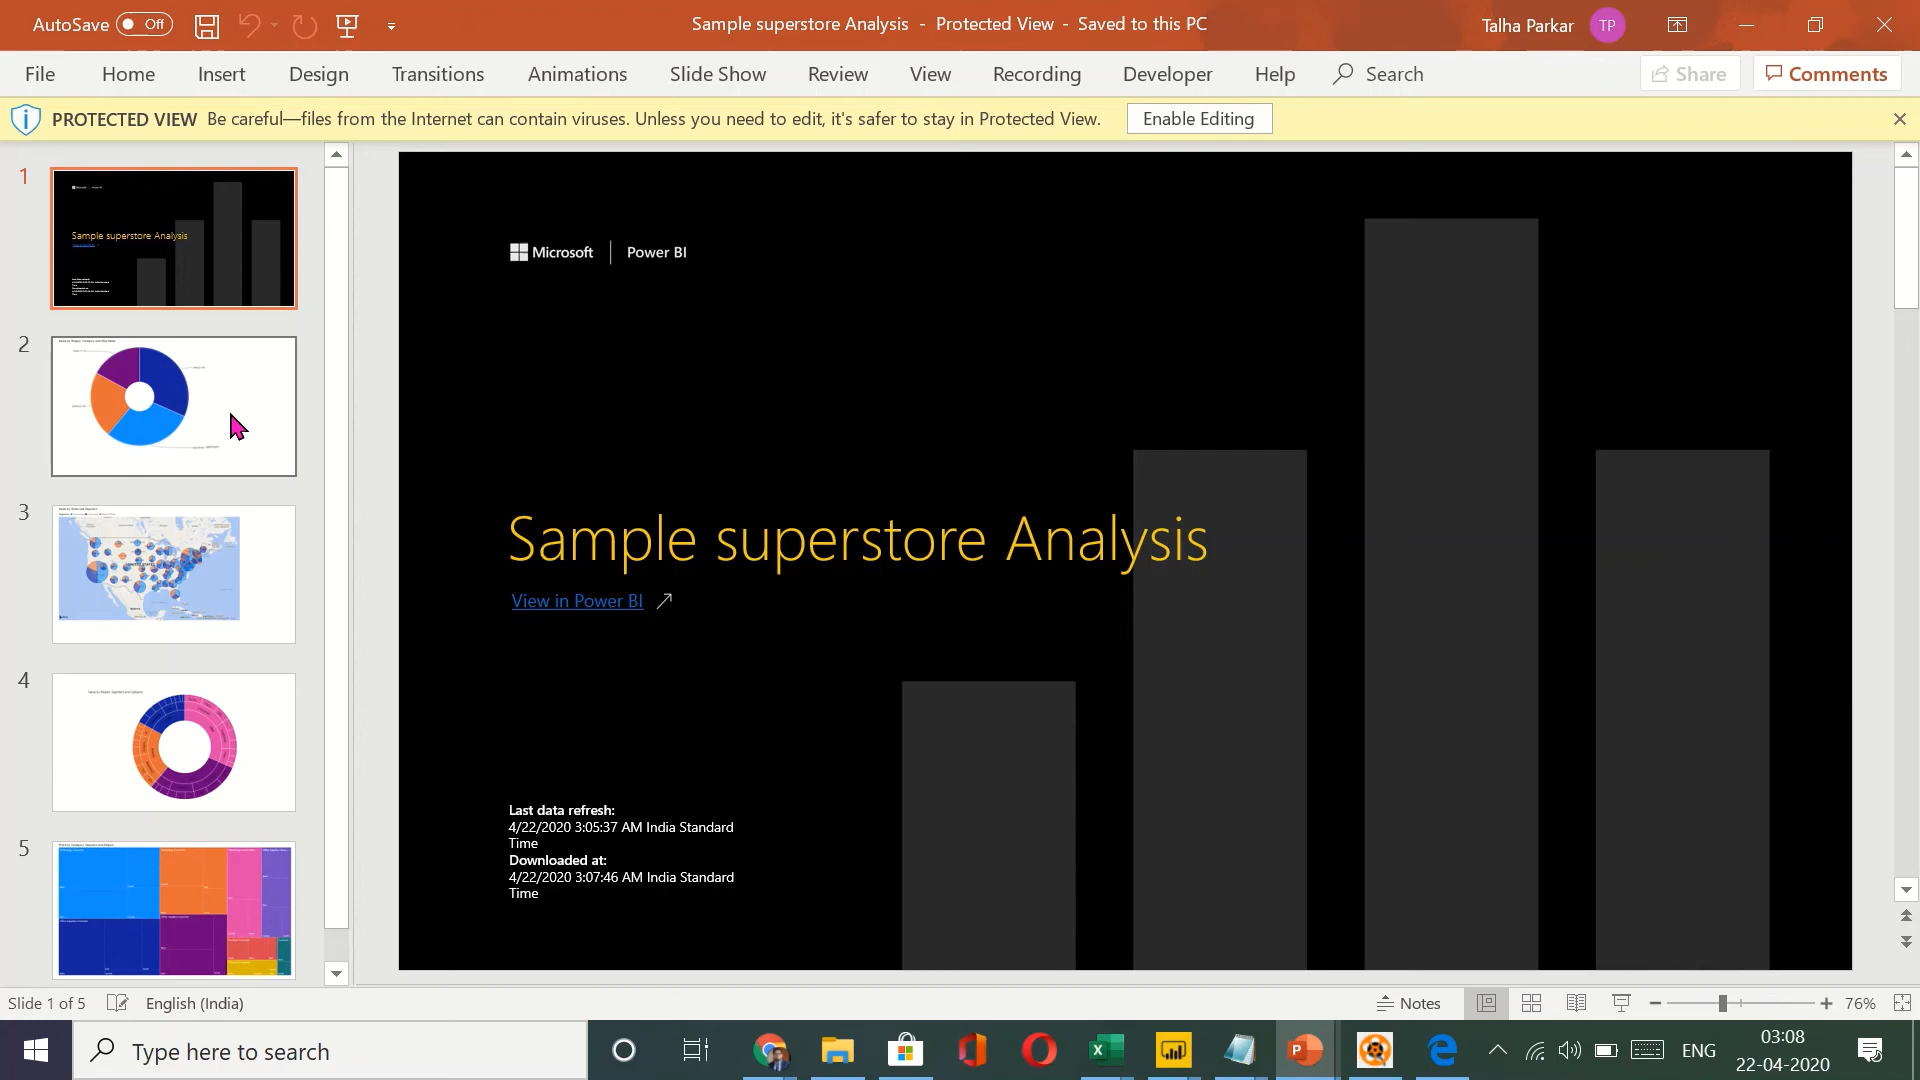 AutoSave Off
Sample superstore Analysis - Protected View - Saved to this PC
Talha Parkar TP
File Home Insert Design Transitions Animations Slide Show Review View Recording Developer Help Search Share Comments
PROTECTED VIEW Be careful—files from the Internet can contain viruses. Unless you need to edit, it's safer to stay in Protected View. Enable Editing
1
Sample superstore Analysis
2
3
4
5
Microsoft Power BI
Sample superstore Analysis
View in Power BI
Last data refresh:
4/22/2020 3:05:37 AM India Standard
Time
Downloaded at:
4/22/2020 3:07:46 AM India Standard
Time
Slide 1 of 5 English (India) Notes 76%
Type here to search
ENG
03:08
22-04-2020